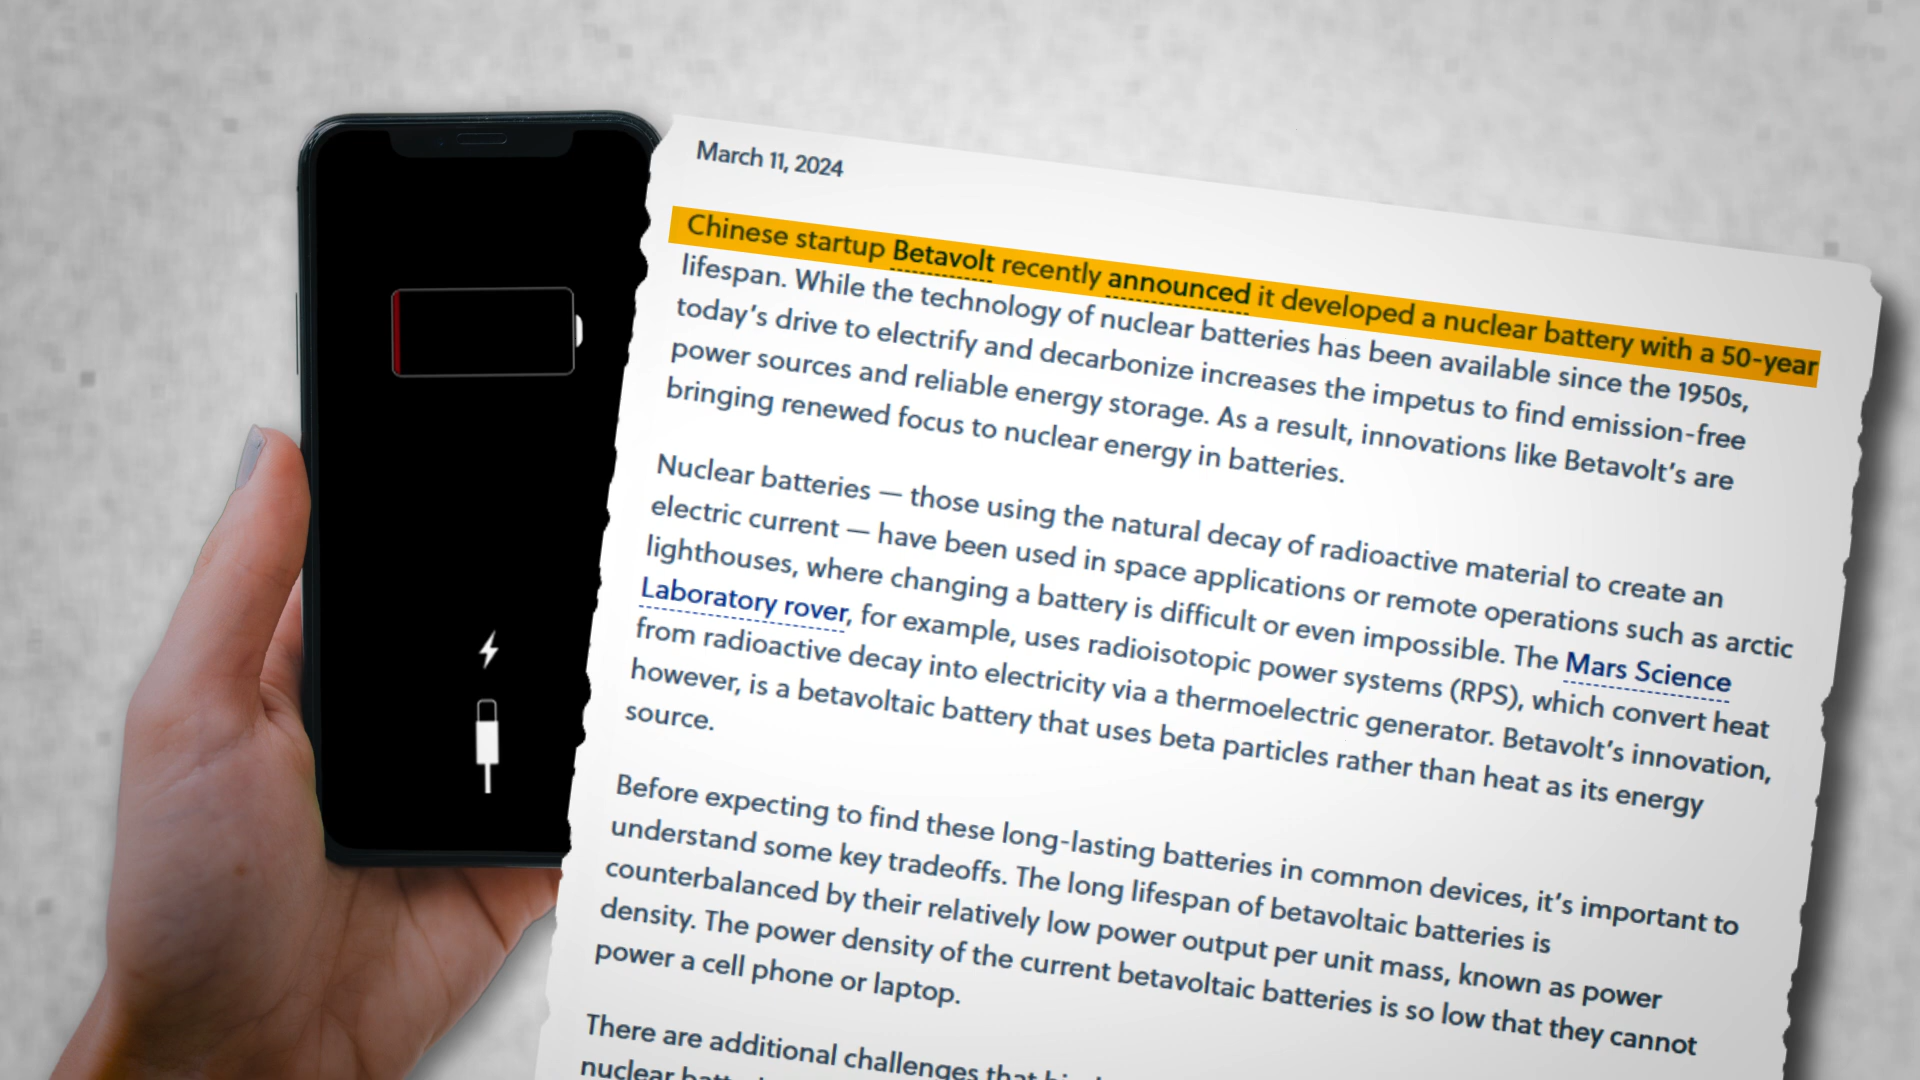 March 11, 2024
Chinese startup Betavolt recently announced it developed a nuclear battery with a 50-year
lifespan. While the technology of nuclear batteries has been available since the 1950s,
today's drive to electrify and decarbonize increases the impetus to find emission-free
power sources and reliable energy storage. As a result, innovations like Betavolt's are
bringing renewed focus to nuclear energy in batteries.
Nuclear batteries — those using the natural decay of radioactive material to create an
electric current — have been used in space applications or remote operations such as arctic
lighthouses, where changing a battery is difficult or even impossible. The Mars Science
Laboratory rover, for example, uses radioisotopic power systems (RPS), which convert heat
from radioactive decay into electricity via a thermoelectric generator. Betavolt's innovation,
however, is a betavoltaic battery that uses beta particles rather than heat as its energy
source.
Before expecting to find these long-lasting batteries in common devices, it's important to
understand some key tradeoffs. The long lifespan of betavoltaic batteries is
counterbalanced by their relatively low power output per unit mass, known as power
density. The power density of the current betavoltaic batteries is so low that they cannot
power a cell phone or laptop.
There are additional challenges that
nuclear